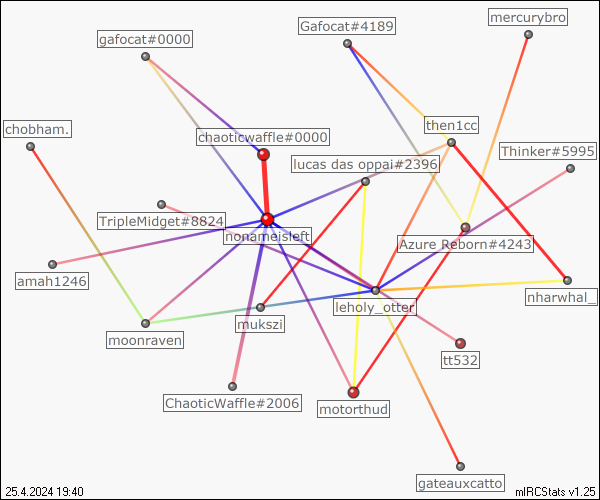 mercurybro
Gafocat#4189
gafocat#0000
chobham.
chaoticwaffle#0000
then1cc
Thinker#5995
lucas das oppai#2396
TripleMidget#8824
nonameisleft
Azure Reborn#4243
amah1246
nharwhal_
leholy_otter
mukszi
moonraven
tt532
ChaoticWaffle#2006
motorthud
gateauxcatto
25.4.2024 19:40
mIRCStats v1.25